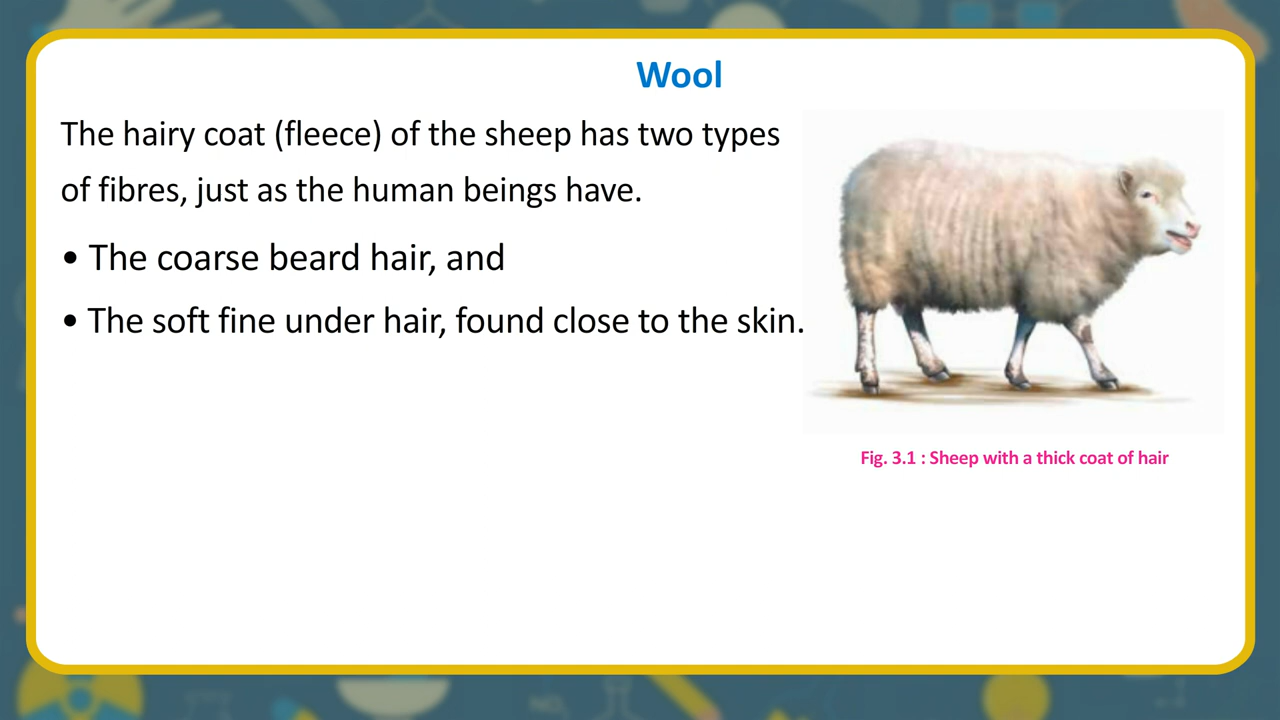 Wool
The hairy coat (fleece) of the sheep has two types
of fibres, just as the human beings have.
• The coarse beard hair, and
• The soft fine under hair, found close to the skin.
Fig. 3.1 : Sheep with a thick coat of hair